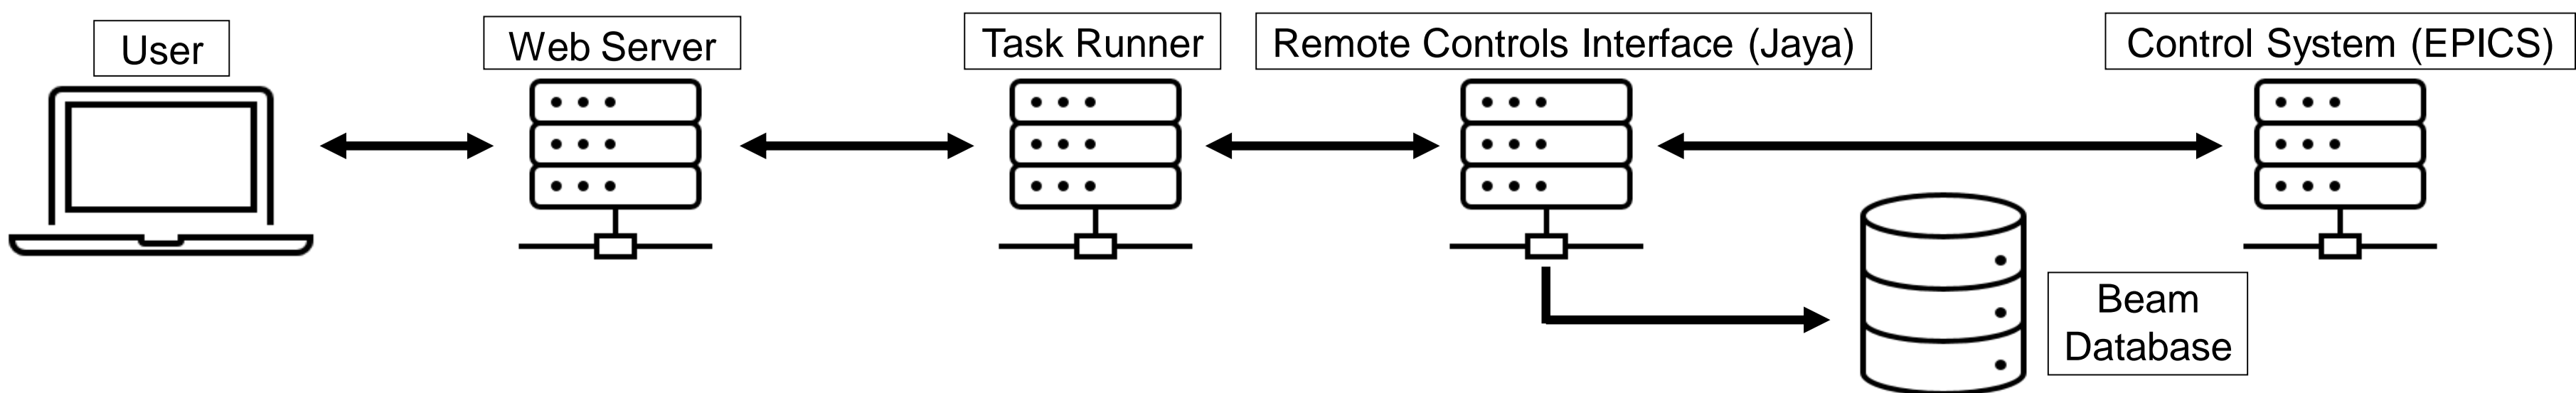 User
Web Server
Task Runner
Remote Controls Interface (Jaya)
Control System (EPICS)
Beam
Database